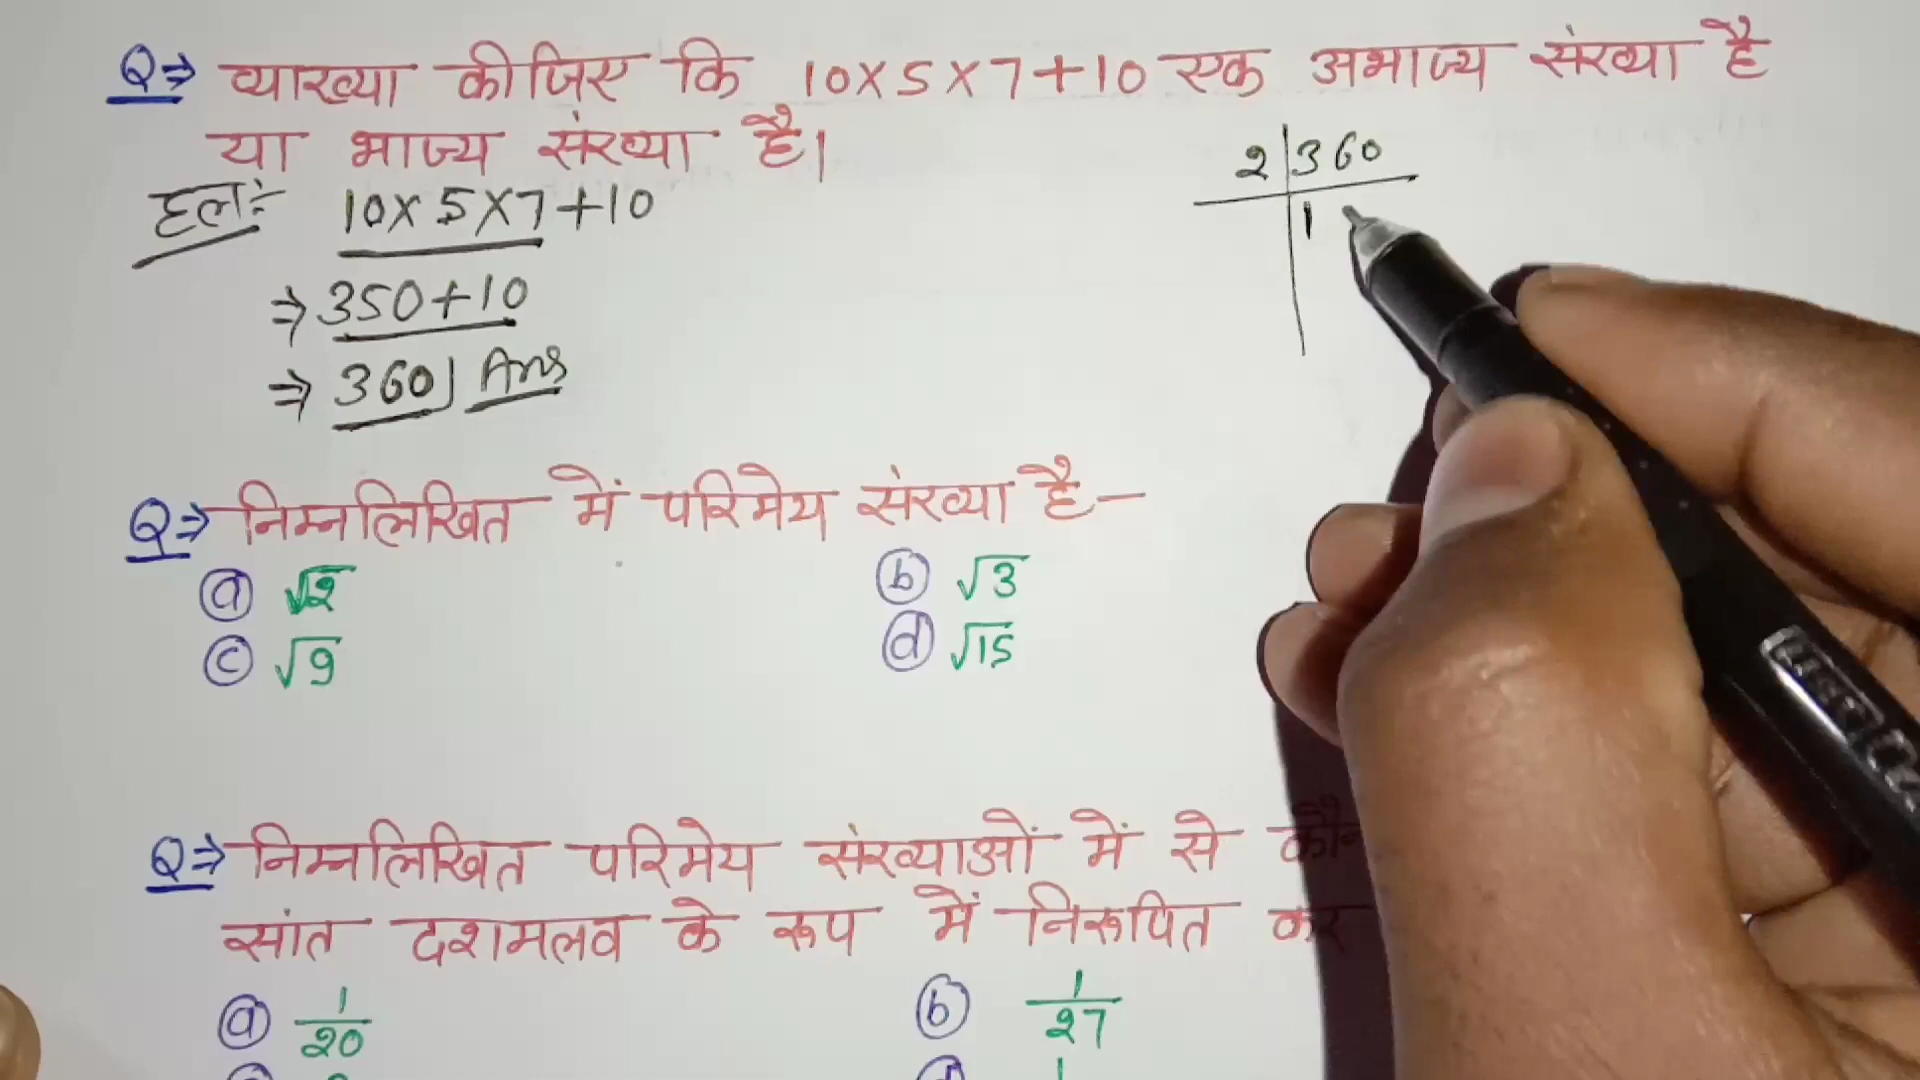 Q⇒ व्याख्या कीजिए कि 10×5×7+10 एक अभाज्य संख्या है
या भाज्य संख्या है।
2 | 360
1
हल:- 10×5×7+10
⇒ 350+10
⇒ 360 Ans
Q⇒ निम्नलिखित में परिमेय संख्या है-
(a) √2 (b) √3
(c) √9 (d) √15
Q⇒ निम्नलिखित परिमेय संख्याओं में से कौन
सांत दशमलव के रूप में निरूपित कर
(a) 1/20 (b) 1/27